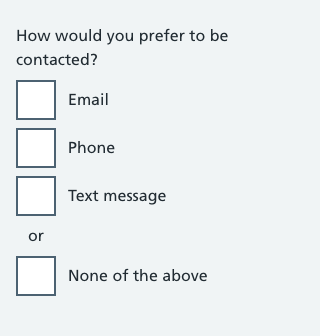 How would you prefer to be
contacted?
Email
Phone
Text message
or
None of the above